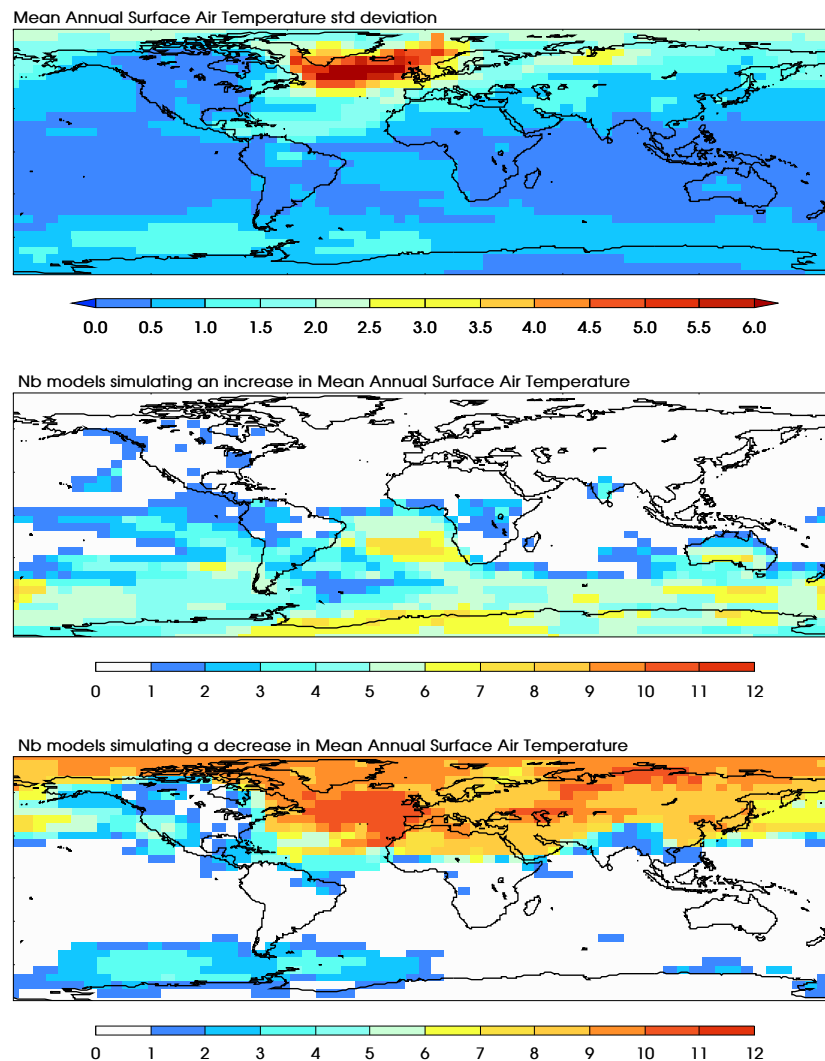 Mean Annual Surface Air Temperature std deviation
0.0 0.5 1.0 1.5 2.0 2.5 3.0 3.5 4.0 4.5 5.0 5.5 6.0
Nb models simulating an increase in Mean Annual Surface Air Temperature
0 1 2 3 4 5 6 7 8 9 10 11 12
Nb models simulating a decrease in Mean Annual Surface Air Temperature
0 1 2 3 4 5 6 7 8 9 10 11 12